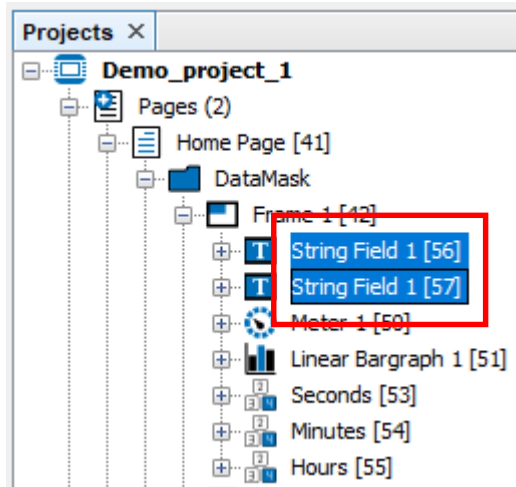 Projects ×
Demo_project_1
Pages (2)
Home Page [41]
DataMask
Frame 1 [42]
String Field 1 [56]
String Field 1 [57]
Meter 1 [50]
Linear Bargraph 1 [51]
Seconds [53]
Minutes [54]
Hours [55]